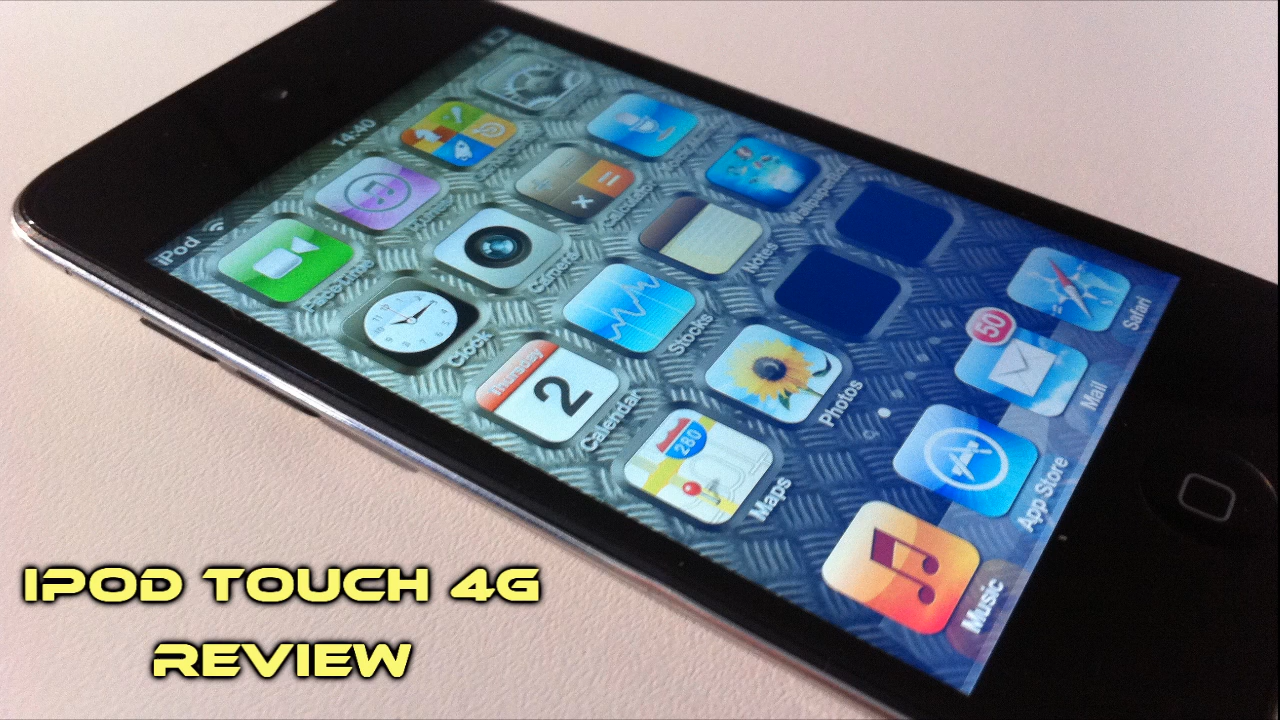 iPod
14:40
Facetime
Clock
Camera
Calculator
Thursday
2
Calendar
Stocks
Notes
280
Maps
Photos
Music
App Store
50
Mail
Safari
IPOD TOUCH 4G
REVIEW